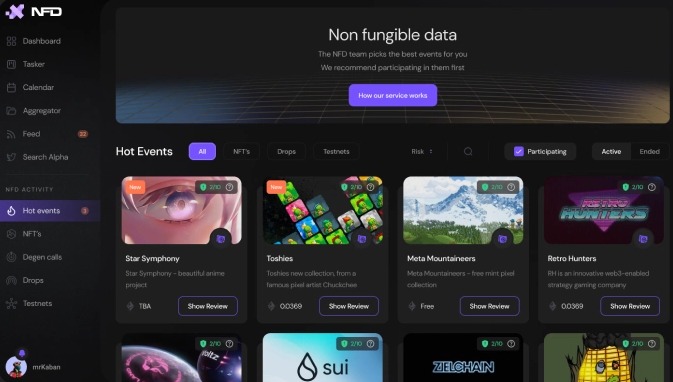 NFD
Dashboard
Tasker
Calendar
Aggregator
Feed 22
Search Alpha
NFD ACTIVITY
Hot events 3
NFT's
Degen calls
Drops
Testnets
mrKaban
Non fungible data
The NFD team picks the best events for you
We recommend participating in them first
How our service works
Hot Events All NFT's Drops Testnets Risk Participating Active Ended
New 2/10 ?
Star Symphony
Star Symphony - beautiful anime
project
TBA Show Review
New 2/10 ?
Toshies
Toshies new collection, from a
famous pixel artist Chuckchee
0.0369 Show Review
2/10 ?
Meta Mountaineers
Meta Mountaineers - free mint pixel
collection
Free Show Review
2/10 ?
RETRO
HUNTERS
Retro Hunters
RH is an innovative web3-enabled
strategy gaming company
0.0369 Show Review
2/10 ?
2/10 ?
sui
2/10 ?
ZIELCHAIN
2/10 ?